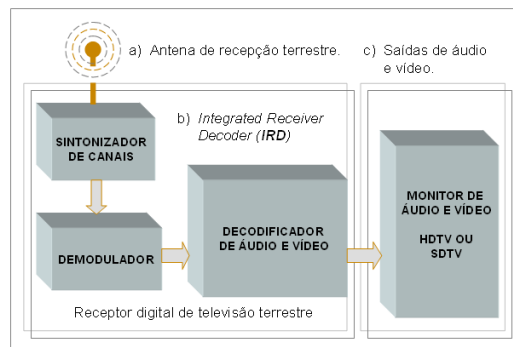 a) Antena de recepção terrestre.
c) Saídas de áudio
e vídeo.
b) Integrated Receiver
Decoder (IRD)
SINTONIZADOR
DE CANAIS
DEMODULADOR
DECODIFICADOR
DE ÁUDIO E VÍDEO
MONITOR DE
ÁUDIO E VÍDEO
HDTV OU
SDTV
Receptor digital de televisão terrestre